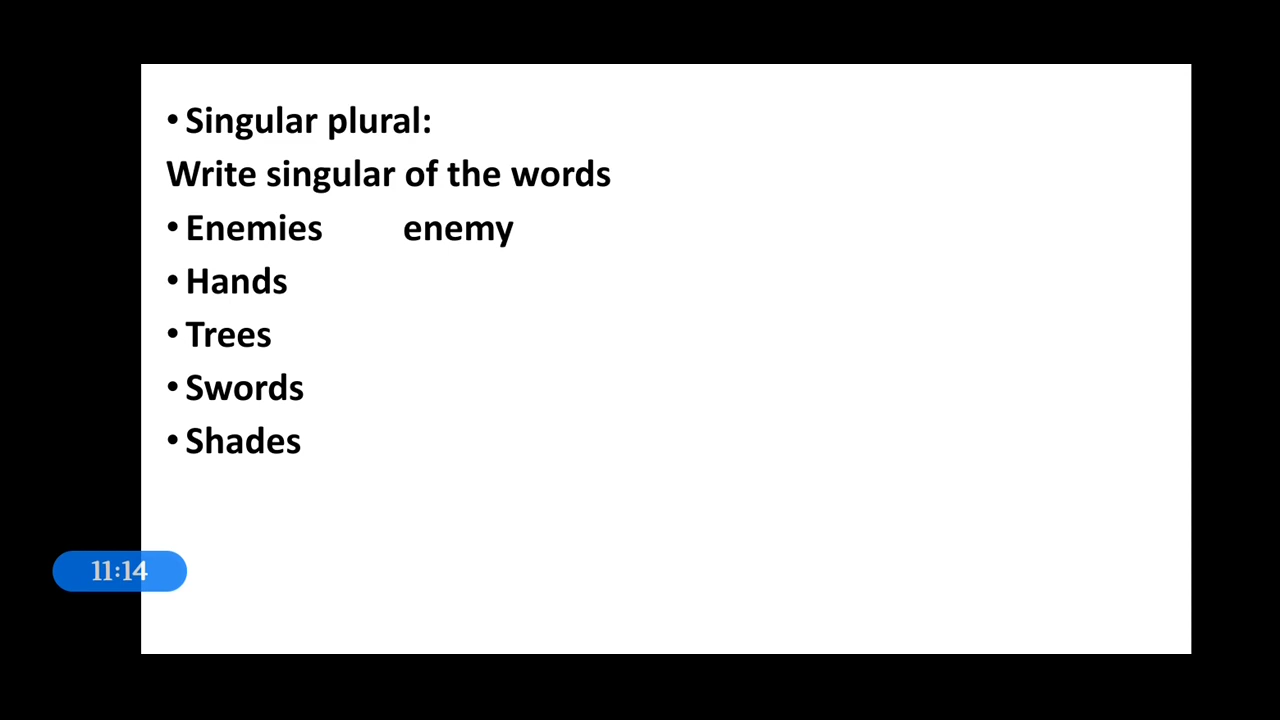 • Singular plural:
Write singular of the words
• Enemies enemy
• Hands
• Trees
• Swords
• Shades
11:14